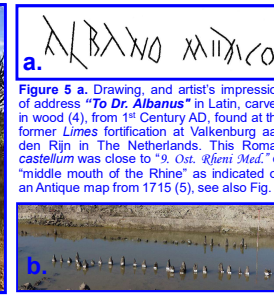 ALBANO MIIDICO
a.
Figure 5 a. Drawing, and artist's impression
of address "To Dr. Albanus" in Latin, carve
in wood (4), from 1st Century AD, found at th
former Limes fortification at Valkenburg aa
den Rijn in The Netherlands. This Roma
castellum was close to "9. Ost. Rheni Med."
"middle mouth of the Rhine" as indicated o
an Antique map from 1715 (5), see also Fig.
b.